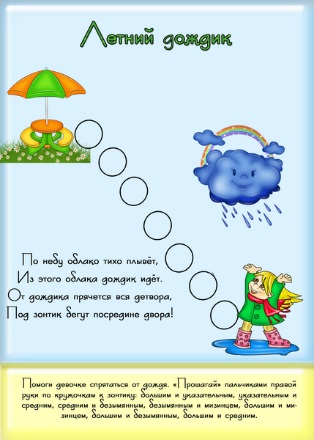 Летний дождик
По небу облако тихо плывёт,
Из этого облака дождик идёт.
От дождика прячется вся детвора,
Под зонтик бегут посредине двора!
Помоги девочке спрятаться от дождя. «Прошагай» пальчиками правой
руки по кружочкам к зонтику: большим и указательным, указательным и
средним, средним и безымянным, безымянным и мизинцем, большим и ми-
зинцем, большим и безымянным, большим и средним.